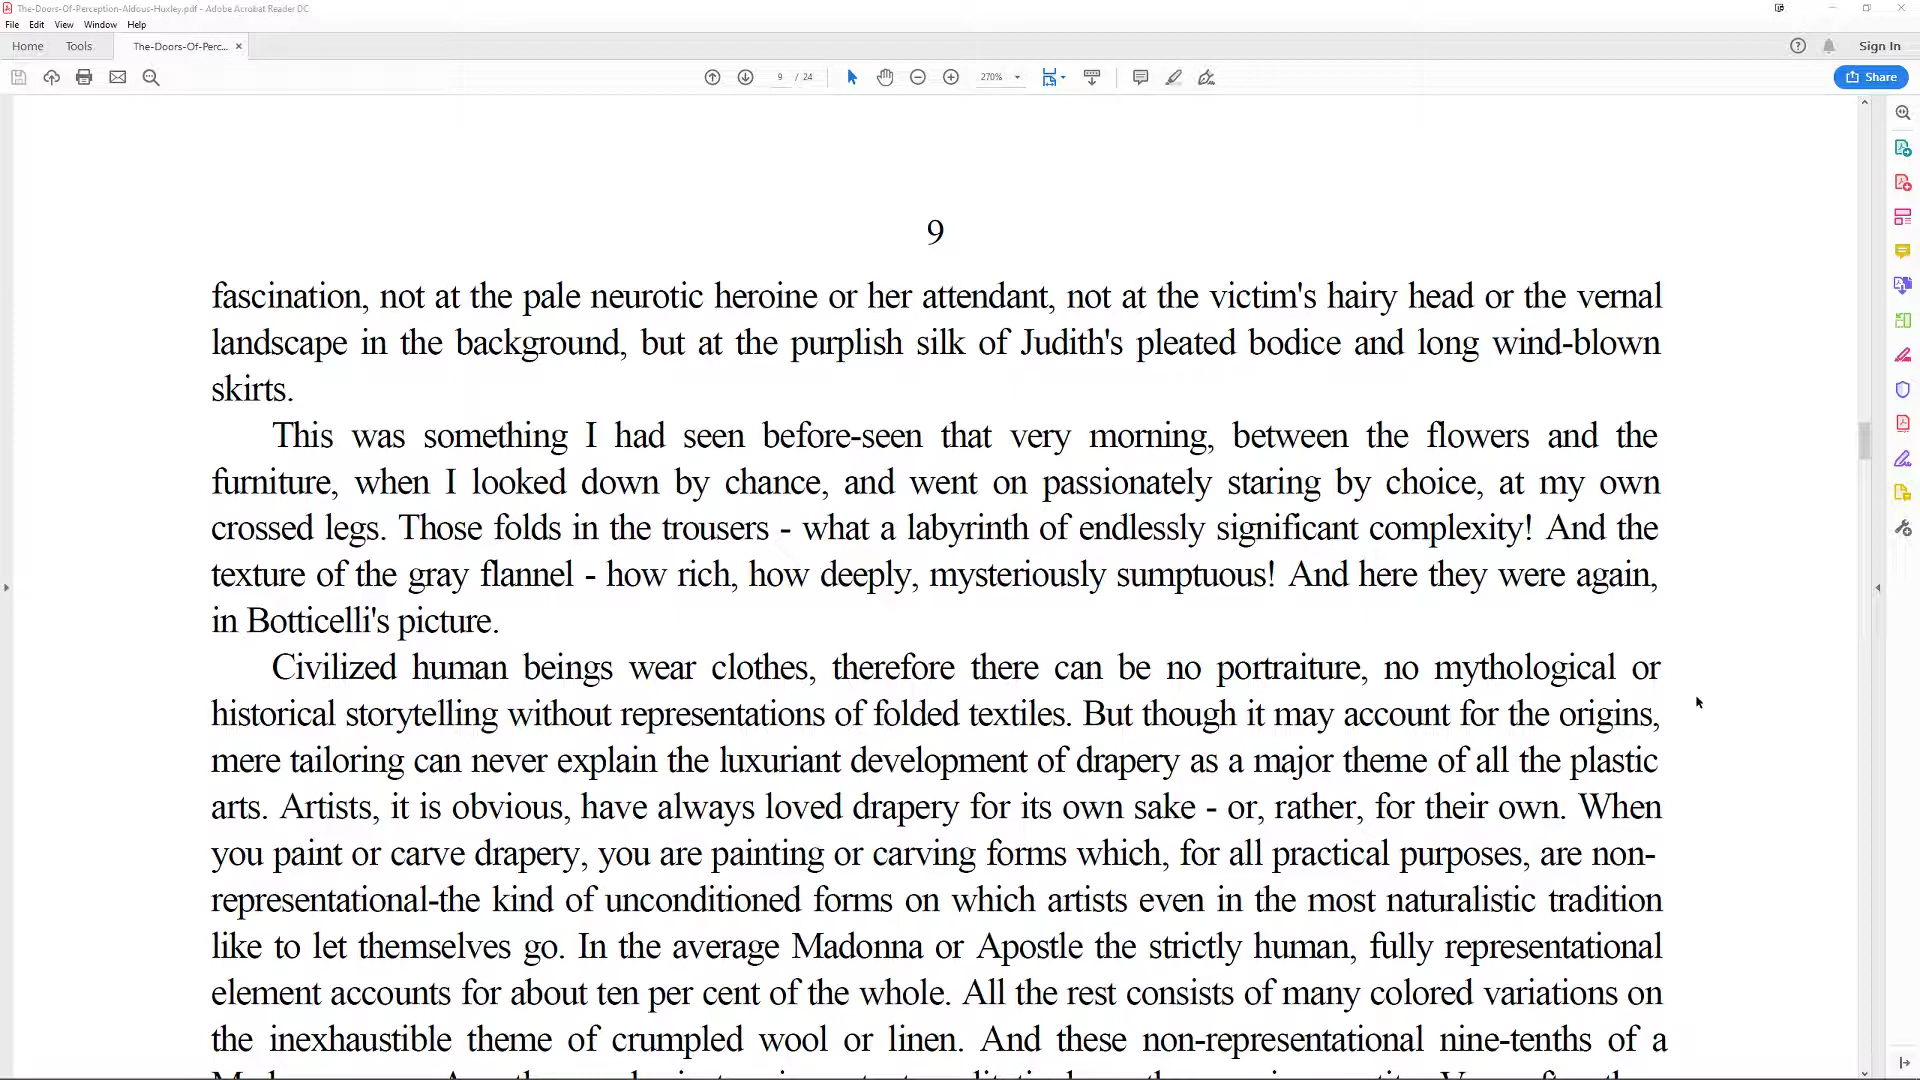 The-Doors-Of-Perception-Aldous-Huxley.pdf - Adobe Acrobat Reader DC
File Edit View Window Help
Home Tools The-Doors-Of-Perc... × Sign In
9 / 24 270% Share
9
fascination, not at the pale neurotic heroine or her attendant, not at the victim's hairy head or the vernal
landscape in the background, but at the purplish silk of Judith's pleated bodice and long wind-blown
skirts.
This was something I had seen before-seen that very morning, between the flowers and the
furniture, when I looked down by chance, and went on passionately staring by choice, at my own
crossed legs. Those folds in the trousers - what a labyrinth of endlessly significant complexity! And the
texture of the gray flannel - how rich, how deeply, mysteriously sumptuous! And here they were again,
in Botticelli's picture.
Civilized human beings wear clothes, therefore there can be no portraiture, no mythological or
historical storytelling without representations of folded textiles. But though it may account for the origins,
mere tailoring can never explain the luxuriant development of drapery as a major theme of all the plastic
arts. Artists, it is obvious, have always loved drapery for its own sake - or, rather, for their own. When
you paint or carve drapery, you are painting or carving forms which, for all practical purposes, are non-
representational-the kind of unconditioned forms on which artists even in the most naturalistic tradition
like to let themselves go. In the average Madonna or Apostle the strictly human, fully representational
element accounts for about ten per cent of the whole. All the rest consists of many colored variations on
the inexhaustible theme of crumpled wool or linen. And these non-representational nine-tenths of a